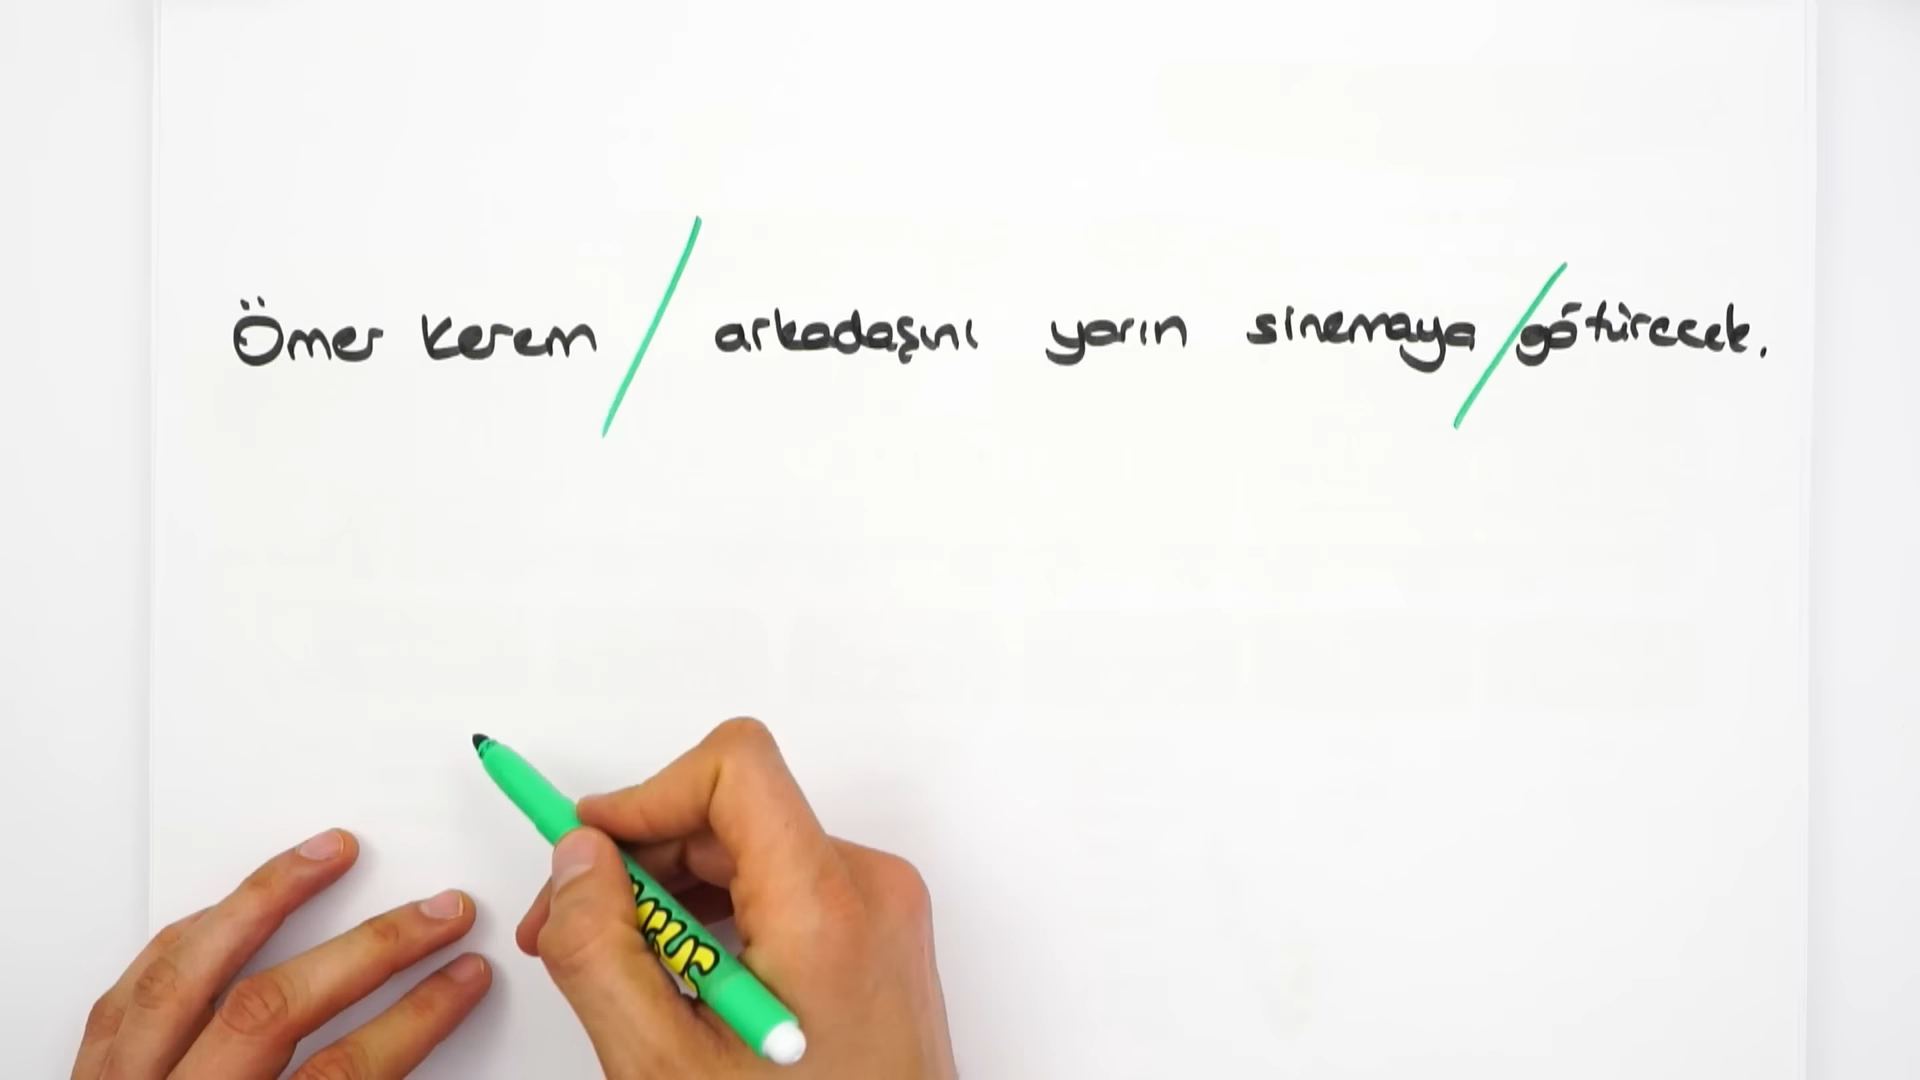 Ömer Kerem / arkadaşını yarın sinemaya / götürecek.